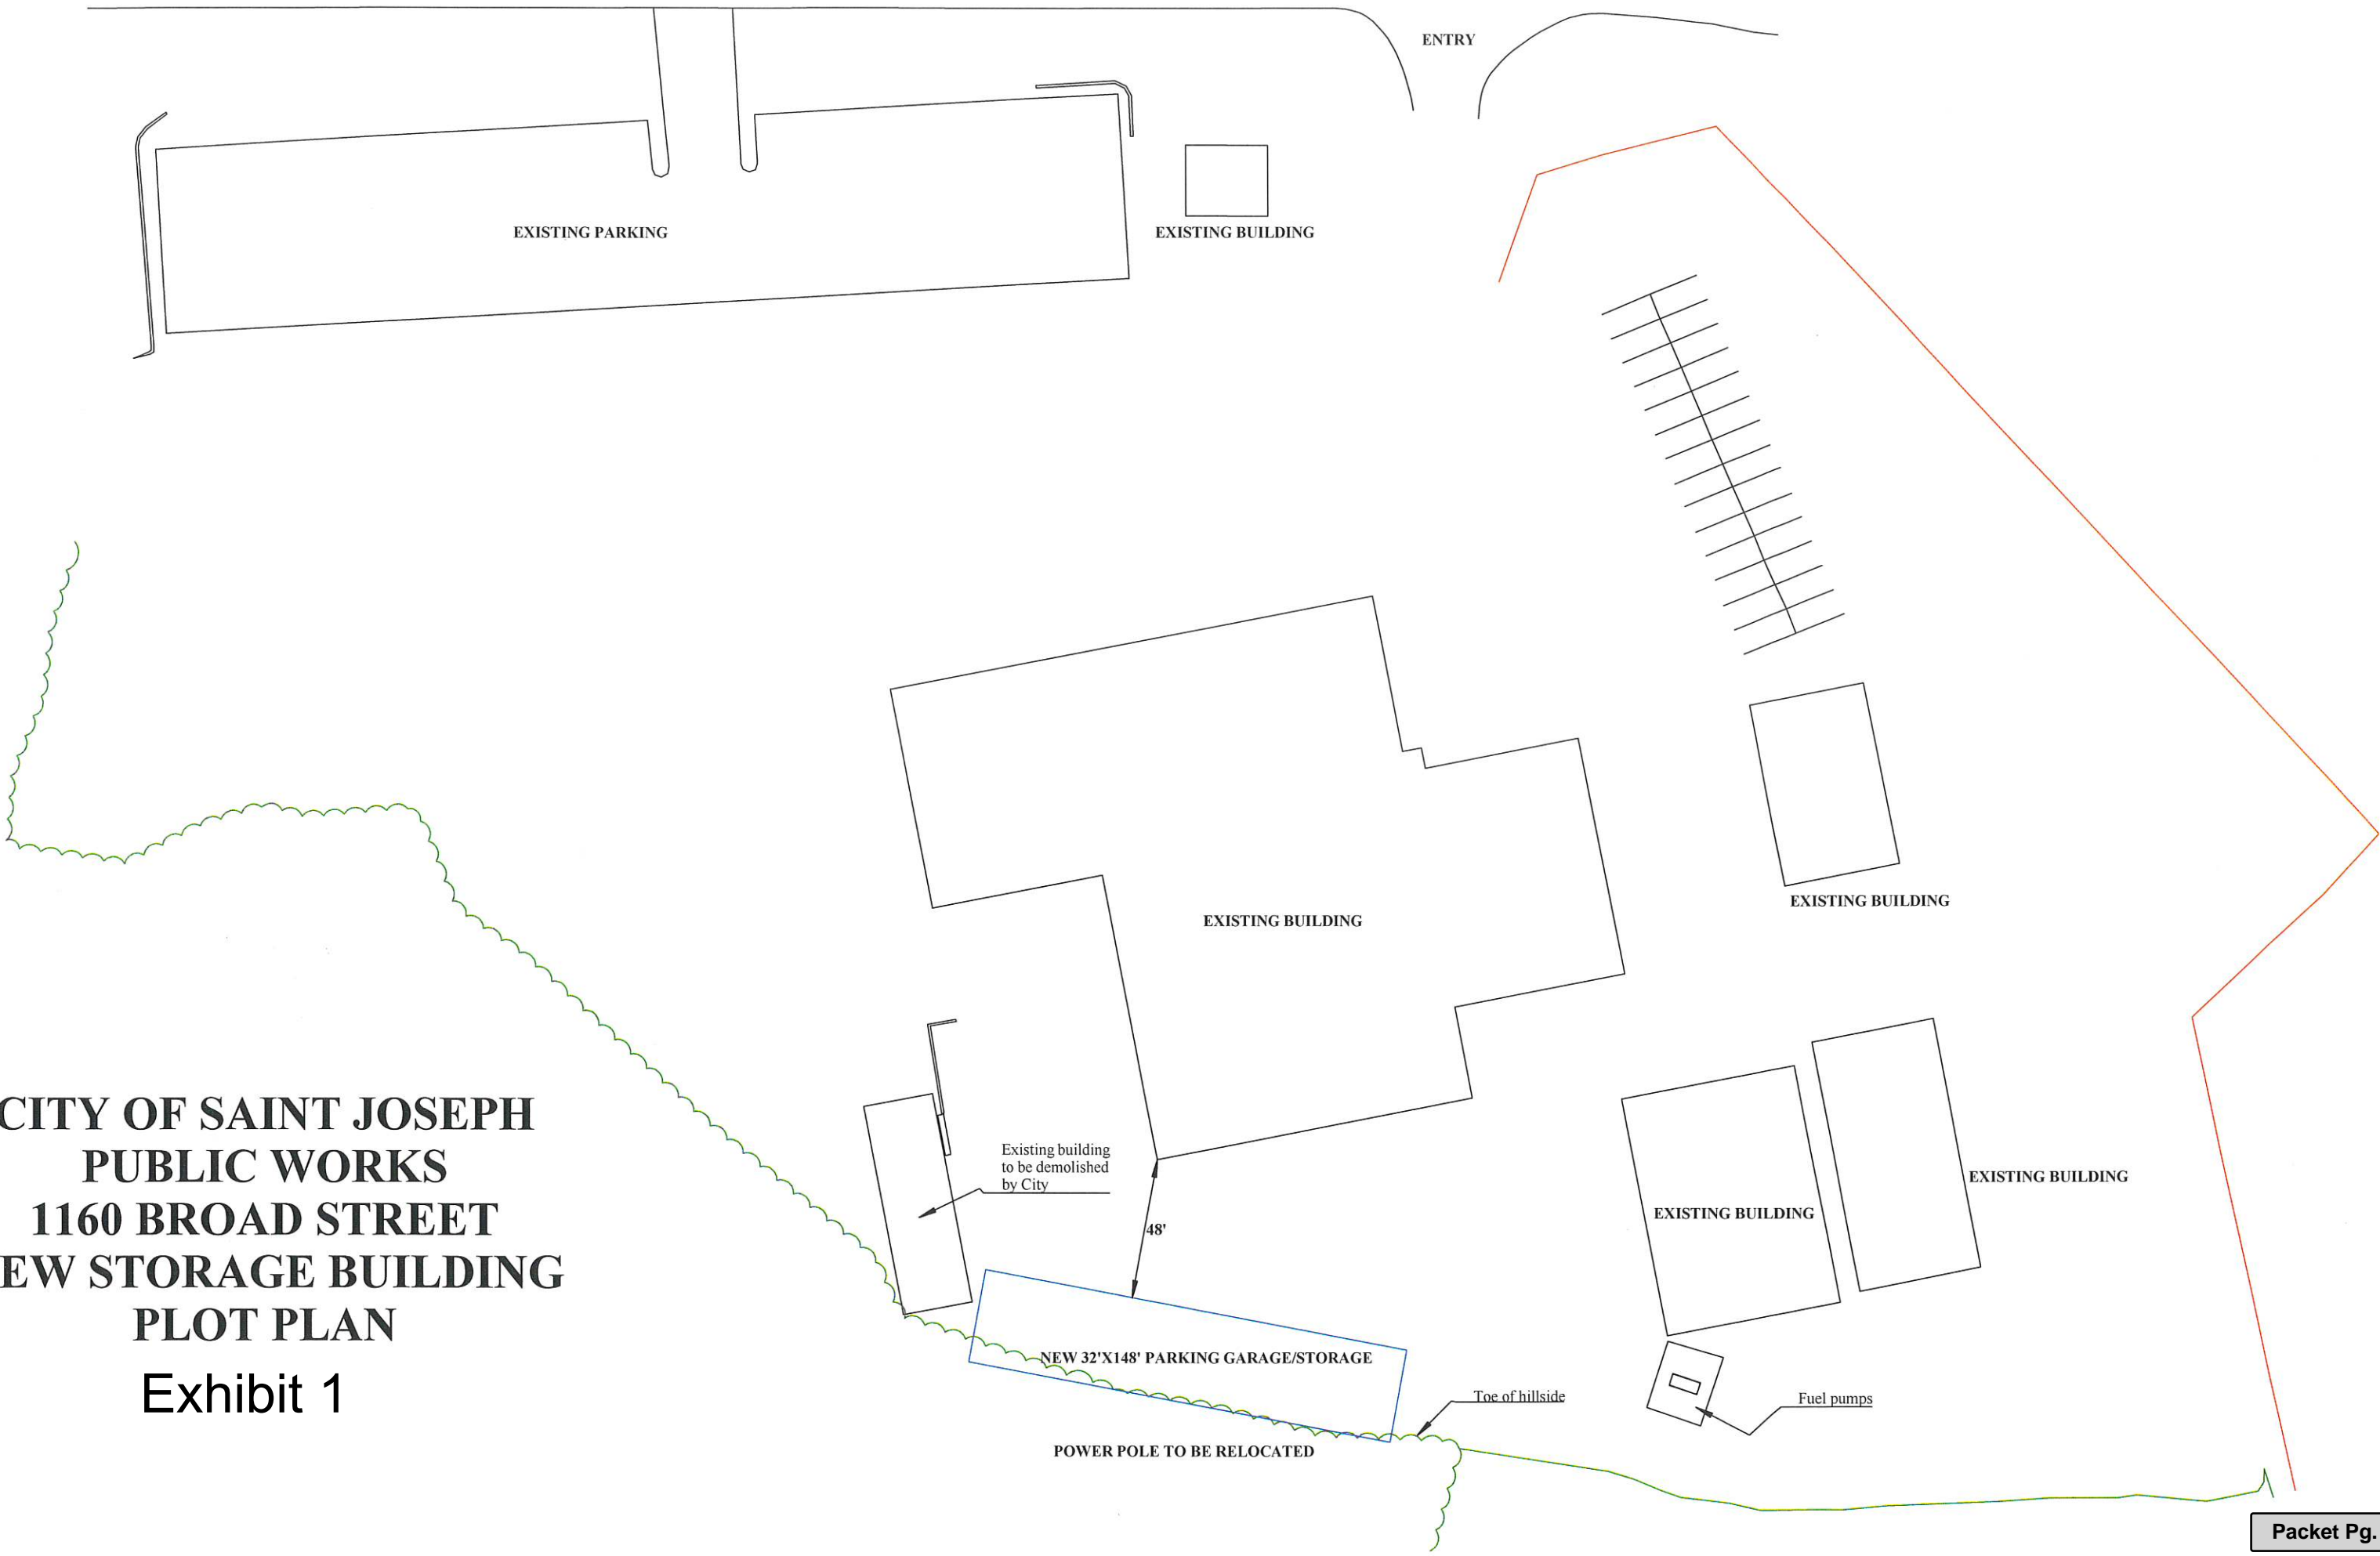 ENTRY
EXISTING PARKING
EXISTING BUILDING
EXISTING BUILDING
EXISTING BUILDING
Existing building
to be demolished
by City
48'
EXISTING BUILDING
EXISTING BUILDING
CITY OF SAINT JOSEPH
PUBLIC WORKS
1160 BROAD STREET
EW STORAGE BUILDING
PLOT PLAN
Exhibit 1
NEW 32'X148' PARKING GARAGE/STORAGE
Toe of hillside
Fuel pumps
POWER POLE TO BE RELOCATED
Packet Pg.